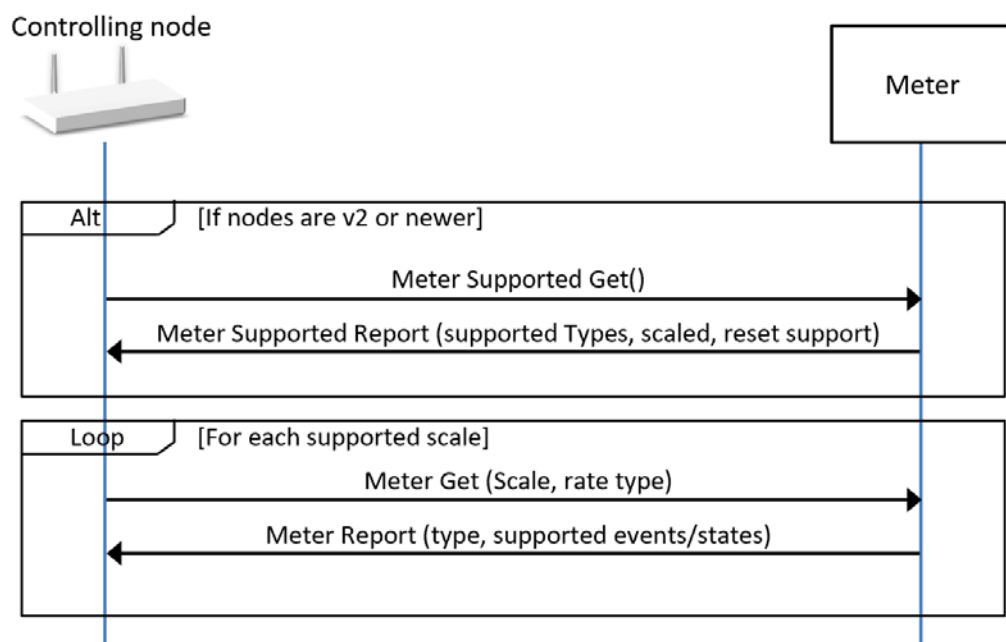 Controlling node
Meter
Alt [If nodes are v2 or newer]
Meter Supported Get()
Meter Supported Report (supported Types, scaled, reset support)
Loop [For each supported scale]
Meter Get (Scale, rate type)
Meter Report (type, supported events/states)